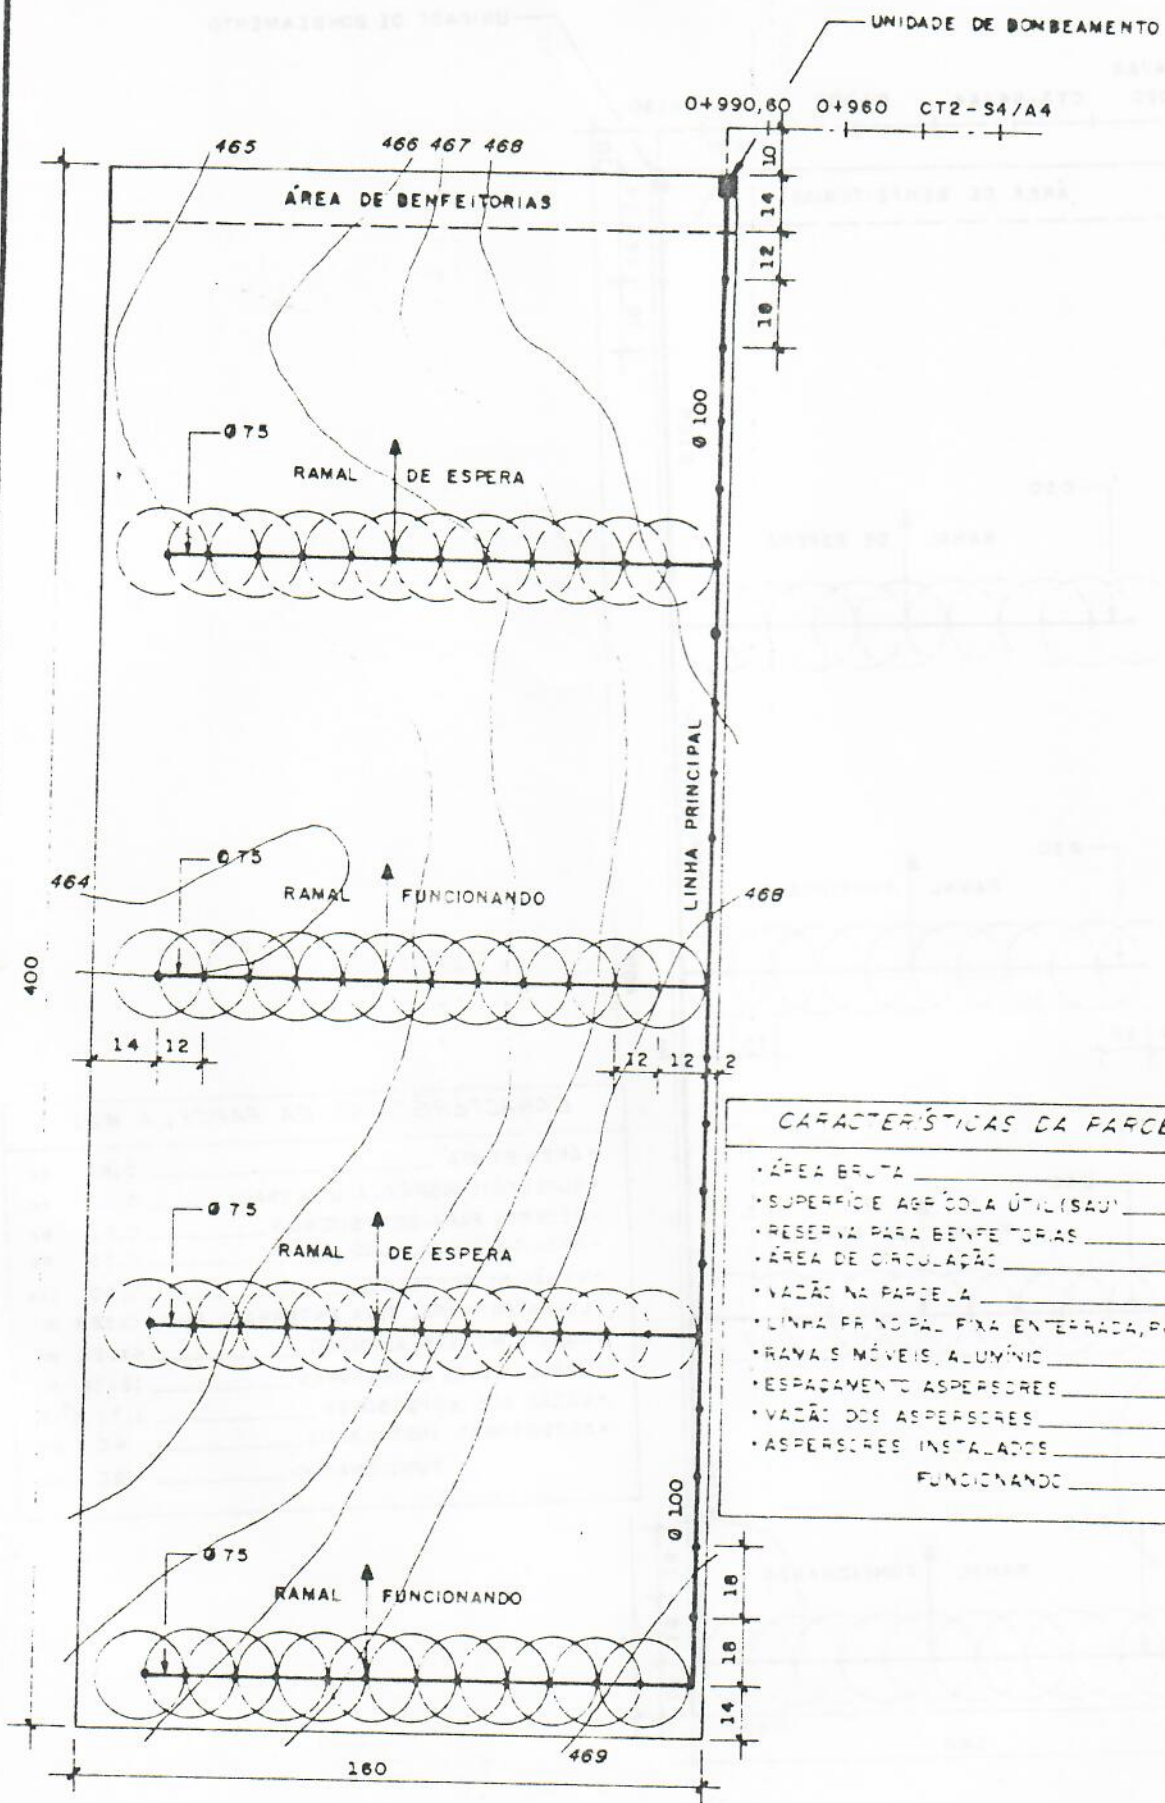 UNIDADE DE BOMBEAMENTO
0+990,60 0+960 CT2-S4/A4
465
466 467 468
10
ÁREA DE BENFEITORIAS
14
12
18
Ø 100
Ø 75
RAMAL DE ESPERA
LINHA PRINCIPAL
Ø 75
464
RAMAL FUNCIONANDO
468
400
14 12
12 12 2
CARACTERÍSTICAS DA PARCE
• ÁREA BRUTA
• SUPERFÍCIE AGRÍCOLA ÚTIL (SAU)
• RESERVA PARA BENFEITORIAS
• ÁREA DE CIRCULAÇÃO
• VAZÃO NA PARCELA
• LINHA PRINCIPAL FIXA ENTERRADA,
• RAMAIS MÓVEIS, ALUMÍNIO
• ESPAÇAMENTO ASPERSORES
• VAZÃO DOS ASPERSORES
• ASPERSORES INSTALADOS
FUNCIONANDO
Ø 75
RAMAL DE ESPERA
Ø 100
Ø 75
RAMAL FUNCIONANDO
18
18
14
469
160